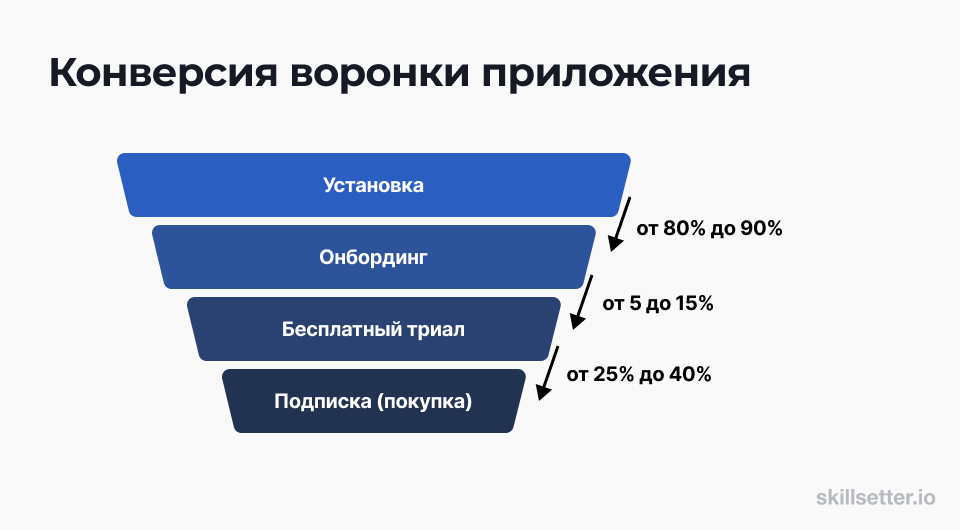 Конверсия воронки приложения
Установка
от 80% до 90%
Онбординг
от 5 до 15%
Бесплатный триал
от 25% до 40%
Подписка (покупка)
skillsetter.io